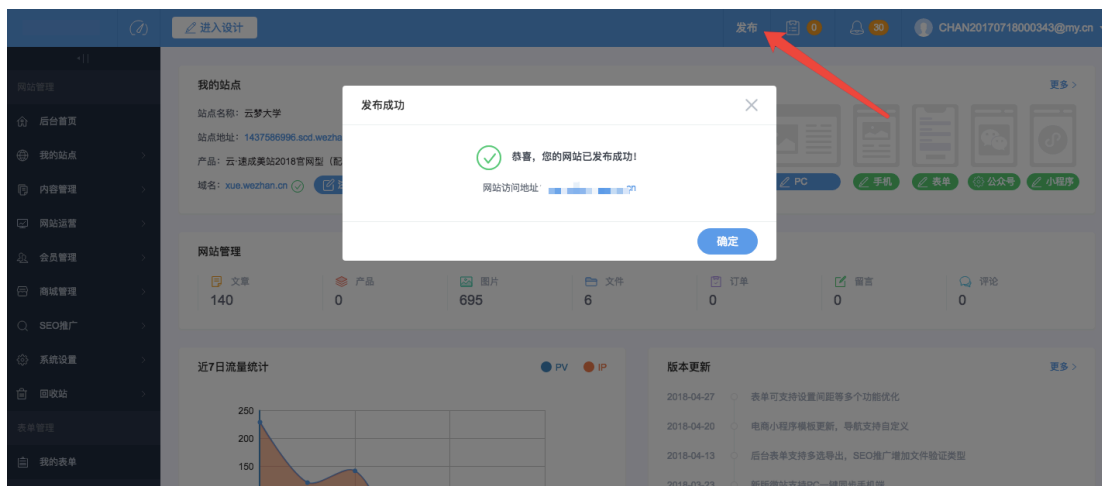 进入设计
发布
0
30
CHAN20170718000343@my.cn
网站管理
后台首页
我的站点
内容管理
网站运营
会员管理
商城管理
SEO推广
系统设置
回收站
表单管理
我的表单
我的站点
更多 >
站点名称：云梦大学
站点地址：1437586996.scd.wezha
产品：云·速成美站2018官网型（配
域名：xue.wezhan.cn
PC
手机
表单
公众号
小程序
发布成功
恭喜，您的网站已发布成功!
网站访问地址:
确定
网站管理
文章
140
产品
0
图片
695
文件
6
订单
0
留言
0
评论
0
近7日流量统计
PV
IP
250
200
150
版本更新
更多 >
2018-04-27 表单可支持设置间距等多个功能优化
2018-04-20 电商小程序模板更新，导航支持自定义
2018-04-13 后台表单支持多选导出，SEO推广增加文件验证类型